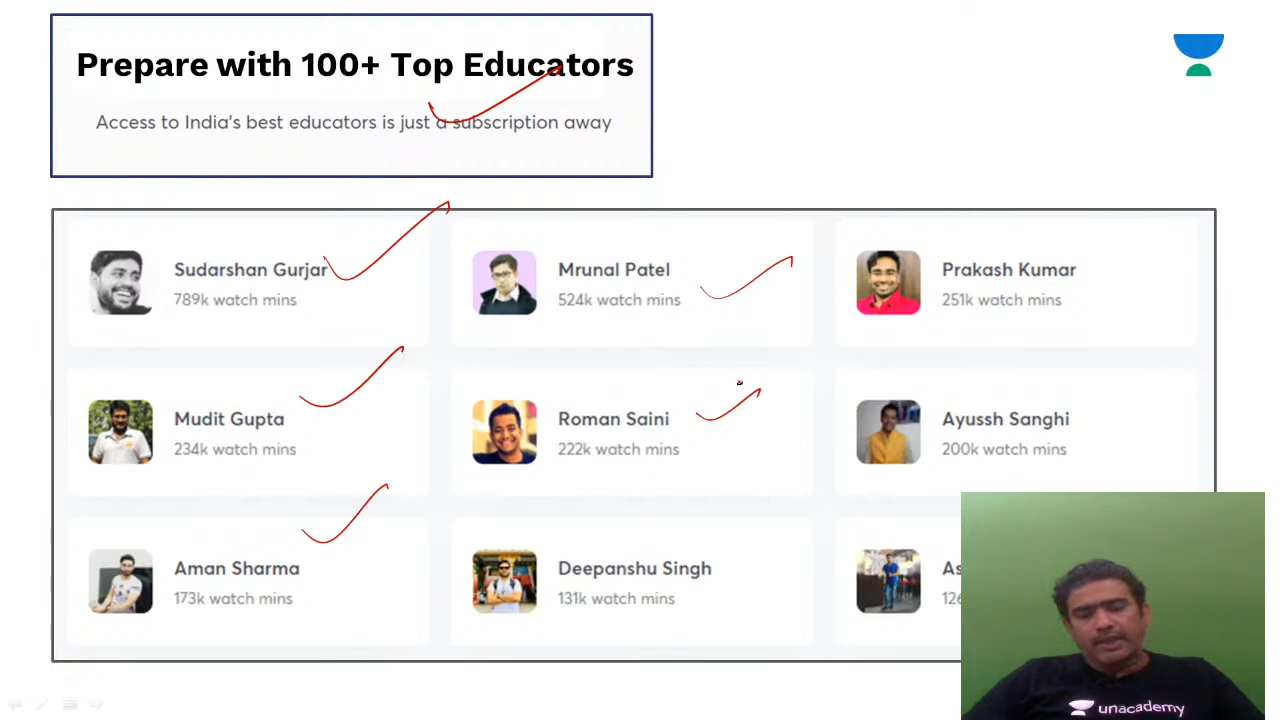 Prepare with 100+ Top Educators
Access to India's best educators is just a subscription away
Sudarshan Gurjar
789k watch mins
Mrunal Patel
524k watch mins
Prakash Kumar
251k watch mins
Mudit Gupta
234k watch mins
Roman Saini
222k watch mins
Ayussh Sanghi
200k watch mins
Aman Sharma
173k watch mins
Deepanshu Singh
131k watch mins
unacademy